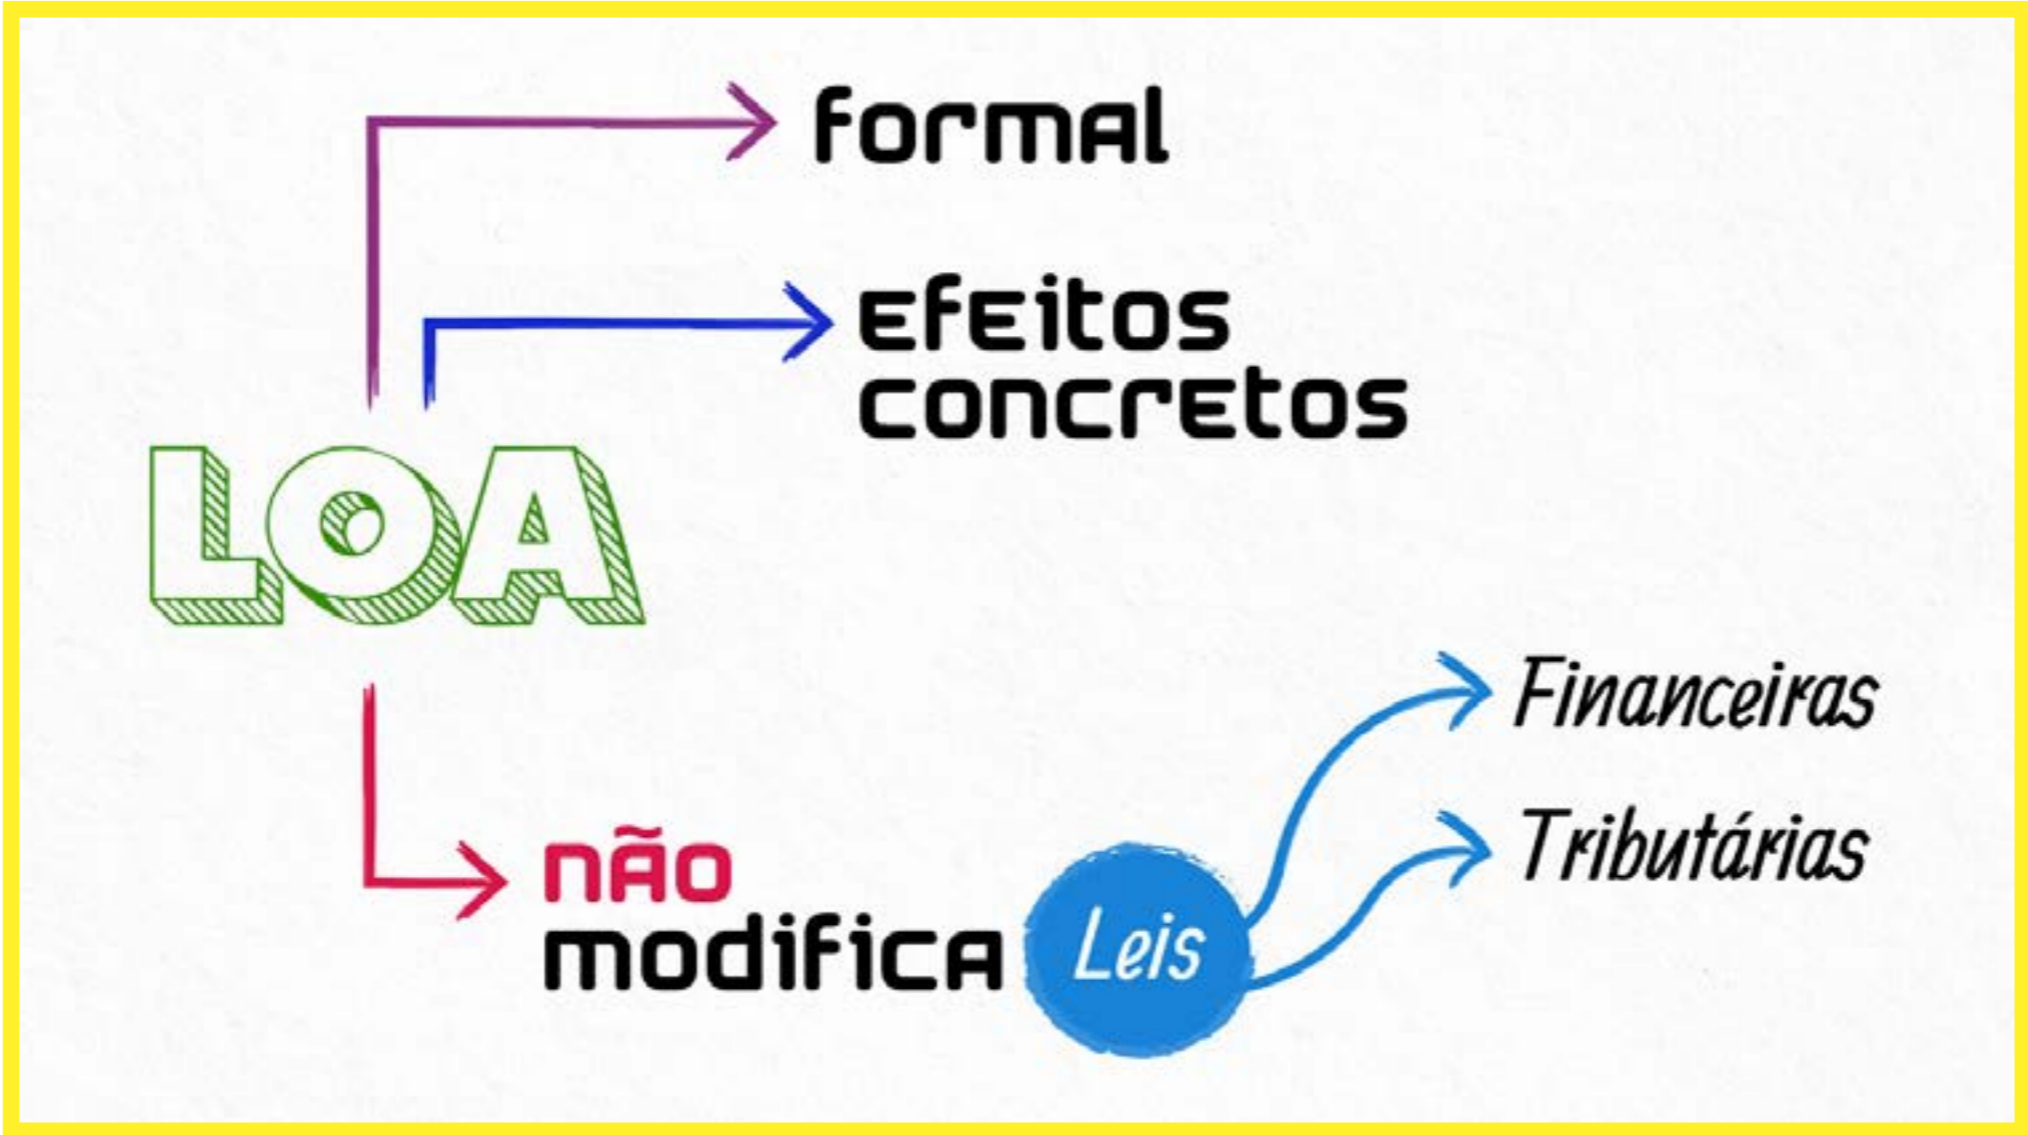 formal
Efeitos
concretos
LOA
Financeiras
Tributárias
não
modifica
Leis